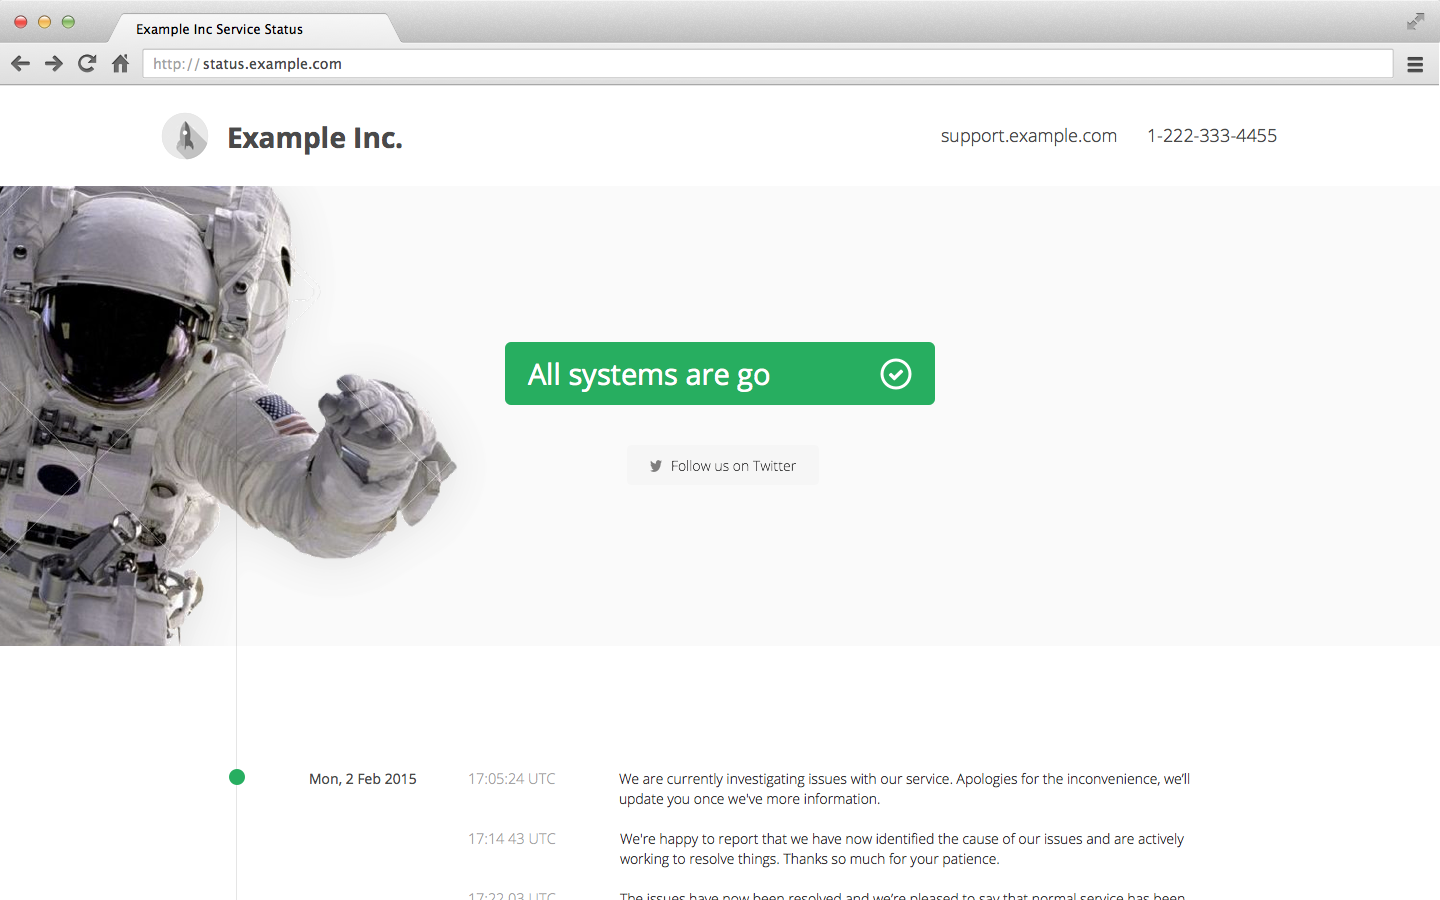 Example Inc Service Status
http://status.example.com
Example Inc.
support.example.com
1-222-333-4455
All systems are go
Follow us on Twitter
Mon, 2 Feb 2015
17:05:24 UTC
We are currently investigating issues with our service. Apologies for the inconvenience, we'll
update you once we've more information.
17:14 43 UTC
We're happy to report that we have now identified the cause of our issues and are actively
working to resolve things. Thanks so much for your patience.
17:22 03 UTC
The issues have now been resolved and we're pleased to say that normal service has been